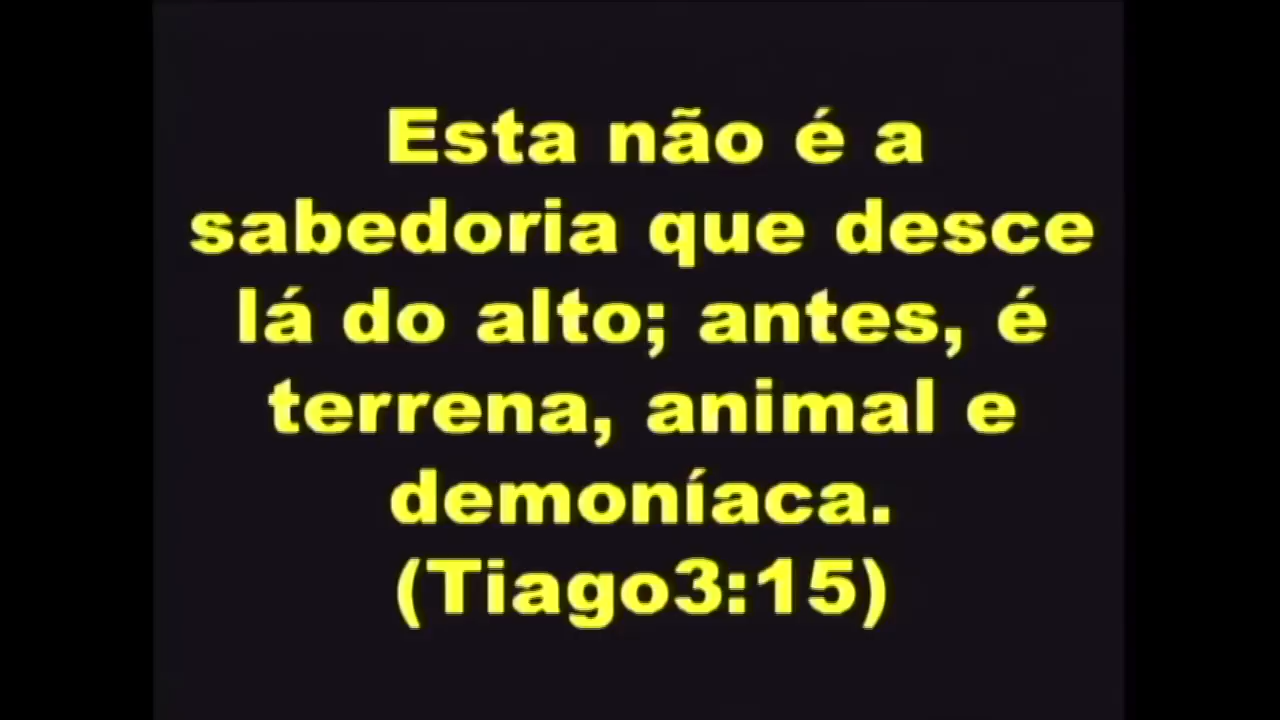 Esta não é a
sabedoria que desce
lá do alto; antes, é
terrena, animal e
demoníaca.
(Tiago3:15)